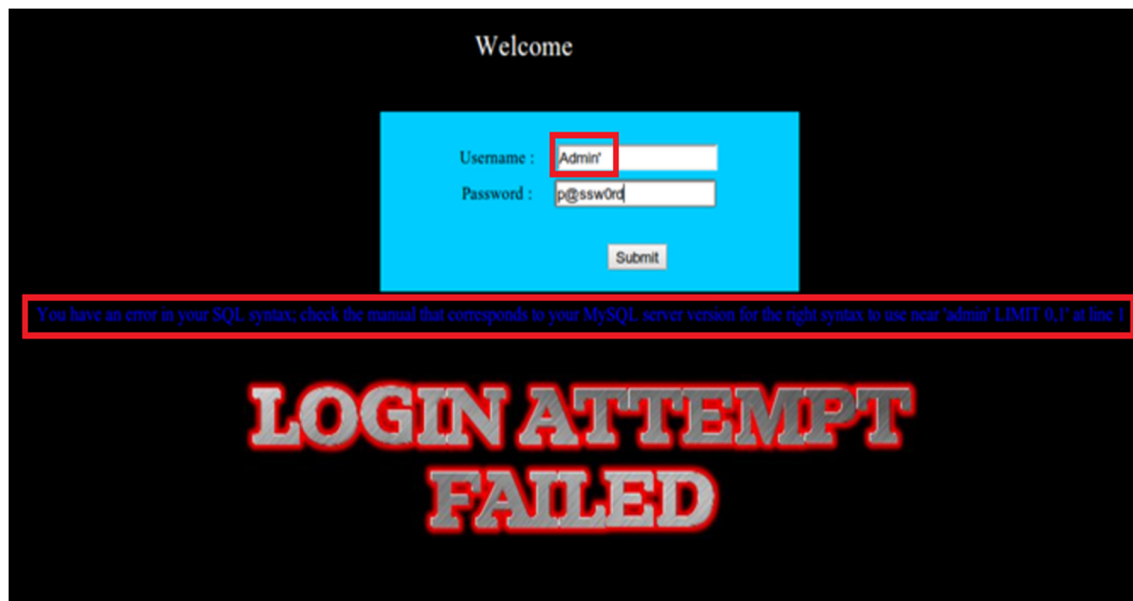 Welcome
Username : Admin'
Password : p@ssw0rd
Submit
You have an error in your SQL syntax; check the manual that corresponds to your MySQL server version for the right syntax to use near 'admin' LIMIT 0,1' at line 1
LOGIN ATTEMPT
FAILED